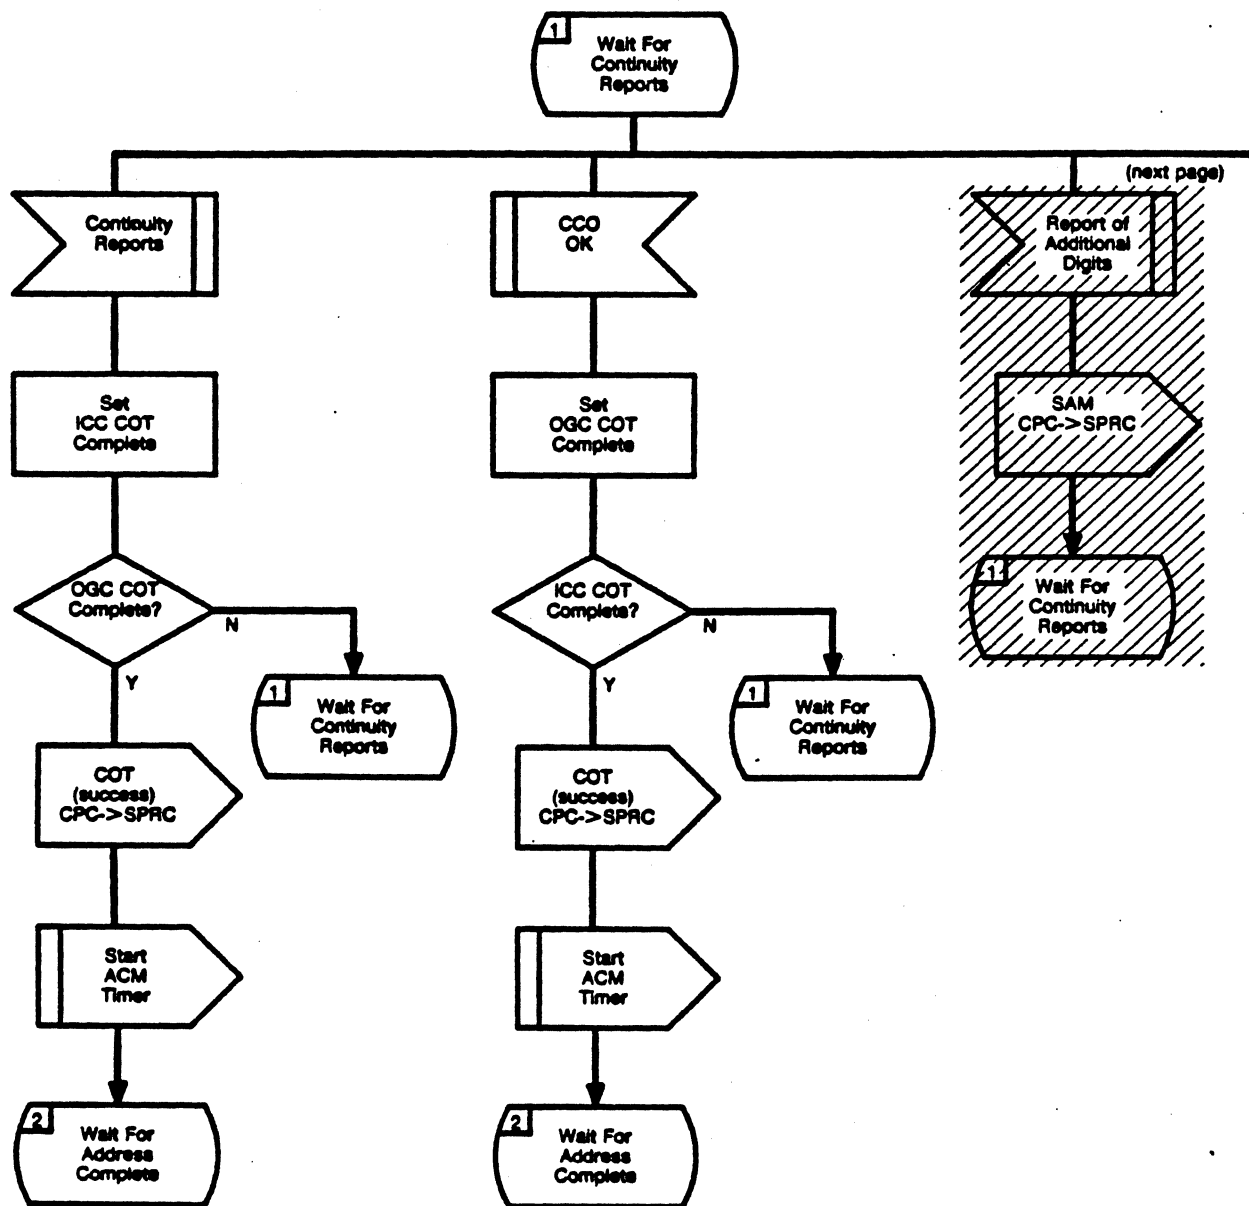 1
Wait For
Continuity
Reports
(next page)
Continuity
Reports
CCO
OK
Report of
Additional
Digits
Set
ICC COT
Complete
Set
OGC COT
Complete
SAM
CPC->SPRC
OGC COT
Complete?
N
Y
ICC COT
Complete?
N
Y
1
Wait For
Continuity
Reports
1
Wait For
Continuity
Reports
1
Wait For
Continuity
Reports
COT
(success)
CPC->SPRC
COT
(success)
CPC->SPRC
Start
ACM
Timer
Start
ACM
Timer
2
Wait For
Address
Complete
2
Wait For
Address
Complete